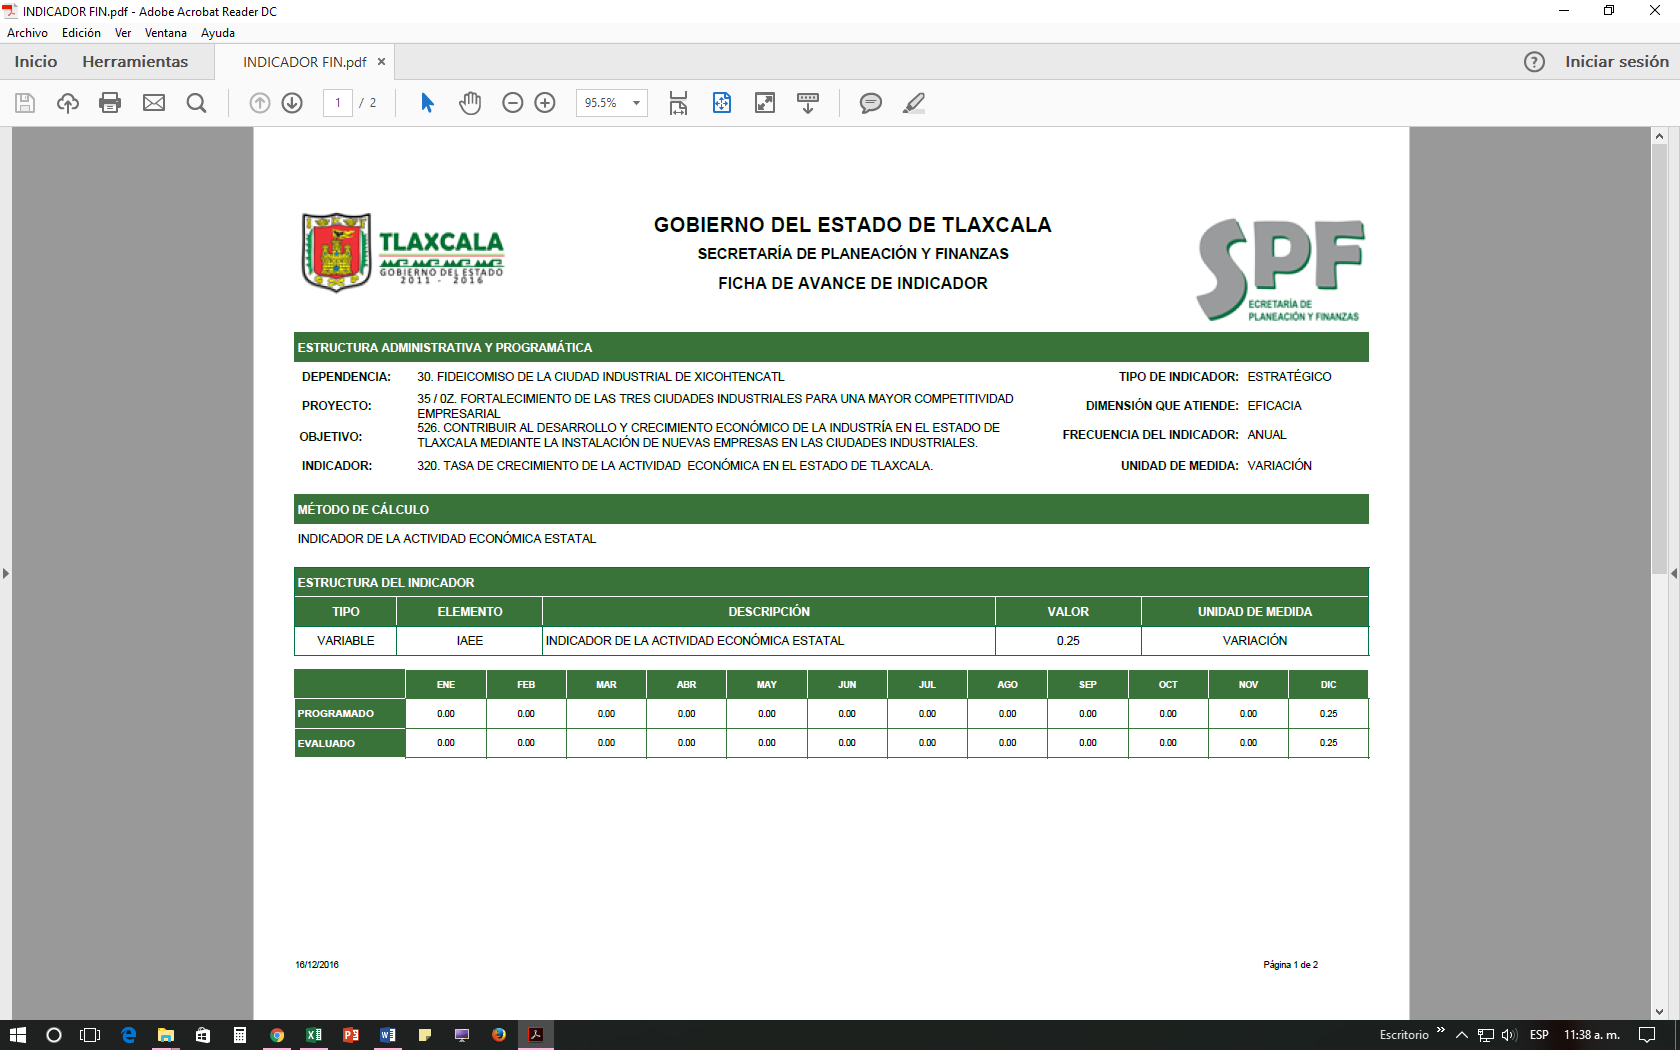 INDICADOR FIN.pdf - Adobe Acrobat Reader DC
Archivo Edición Ver Ventana Ayuda
Inicio Herramientas INDICADOR FIN.pdf × ? Iniciar sesión
1 / 2 95.5%
TLAXCALA
GOBIERNO DEL ESTADO
2011 - 2016
GOBIERNO DEL ESTADO DE TLAXCALA
SECRETARÍA DE PLANEACIÓN Y FINANZAS
FICHA DE AVANCE DE INDICADOR
SPF
ECRETARÍA DE
PLANEACIÓN Y FINANZAS
ESTRUCTURA ADMINISTRATIVA Y PROGRAMÁTICA
DEPENDENCIA: 30. FIDEICOMISO DE LA CIUDAD INDUSTRIAL DE XICOHTENCATL TIPO DE INDICADOR: ESTRATÉGICO
PROYECTO: 35 / 0Z. FORTALECIMIENTO DE LAS TRES CIUDADES INDUSTRIALES PARA UNA MAYOR COMPETITIVIDAD
EMPRESARIAL DIMENSIÓN QUE ATIENDE: EFICACIA
OBJETIVO: 526. CONTRIBUIR AL DESARROLLO Y CRECIMIENTO ECONÓMICO DE LA INDUSTRÍA EN EL ESTADO DE
TLAXCALA MEDIANTE LA INSTALACIÓN DE NUEVAS EMPRESAS EN LAS CIUDADES INDUSTRIALES. FRECUENCIA DEL INDICADOR: ANUAL
INDICADOR: 320. TASA DE CRECIMIENTO DE LA ACTIVIDAD ECONÓMICA EN EL ESTADO DE TLAXCALA. UNIDAD DE MEDIDA: VARIACIÓN
MÉTODO DE CÁLCULO
INDICADOR DE LA ACTIVIDAD ECONÓMICA ESTATAL
ESTRUCTURA DEL INDICADOR
TIPO ELEMENTO DESCRIPCIÓN VALOR UNIDAD DE MEDIDA
VARIABLE IAEE INDICADOR DE LA ACTIVIDAD ECONÓMICA ESTATAL 0.25 VARIACIÓN
ENE FEB MAR ABR MAY JUN JUL AGO SEP OCT NOV DIC
PROGRAMADO 0.00 0.00 0.00 0.00 0.00 0.00 0.00 0.00 0.00 0.00 0.00 0.25
EVALUADO 0.00 0.00 0.00 0.00 0.00 0.00 0.00 0.00 0.00 0.00 0.00 0.25
16/12/2016 Página 1 de 2
Escritorio » ESP 11:38 a. m.